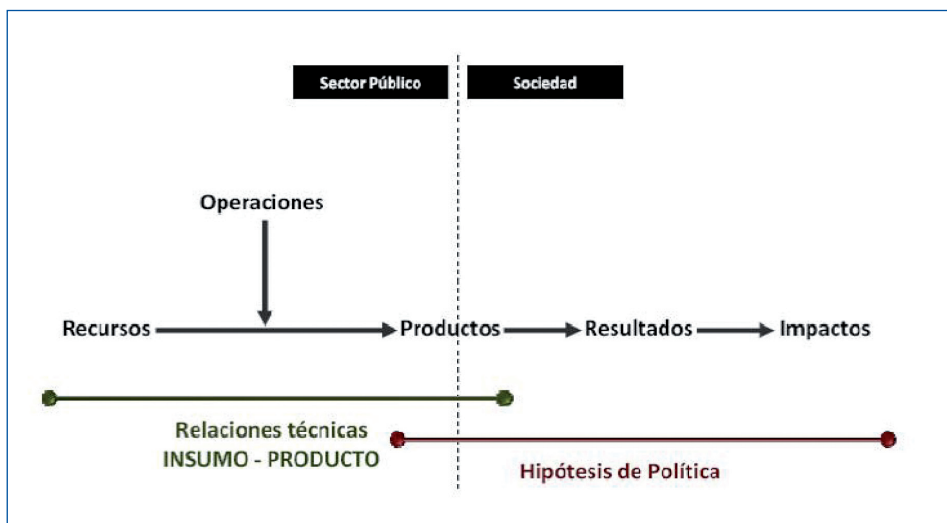 Sector Público
Sociedad
Operaciones
Recursos
Productos
Resultados
Impactos
Relaciones técnicas
INSUMO - PRODUCTO
Hipótesis de Política